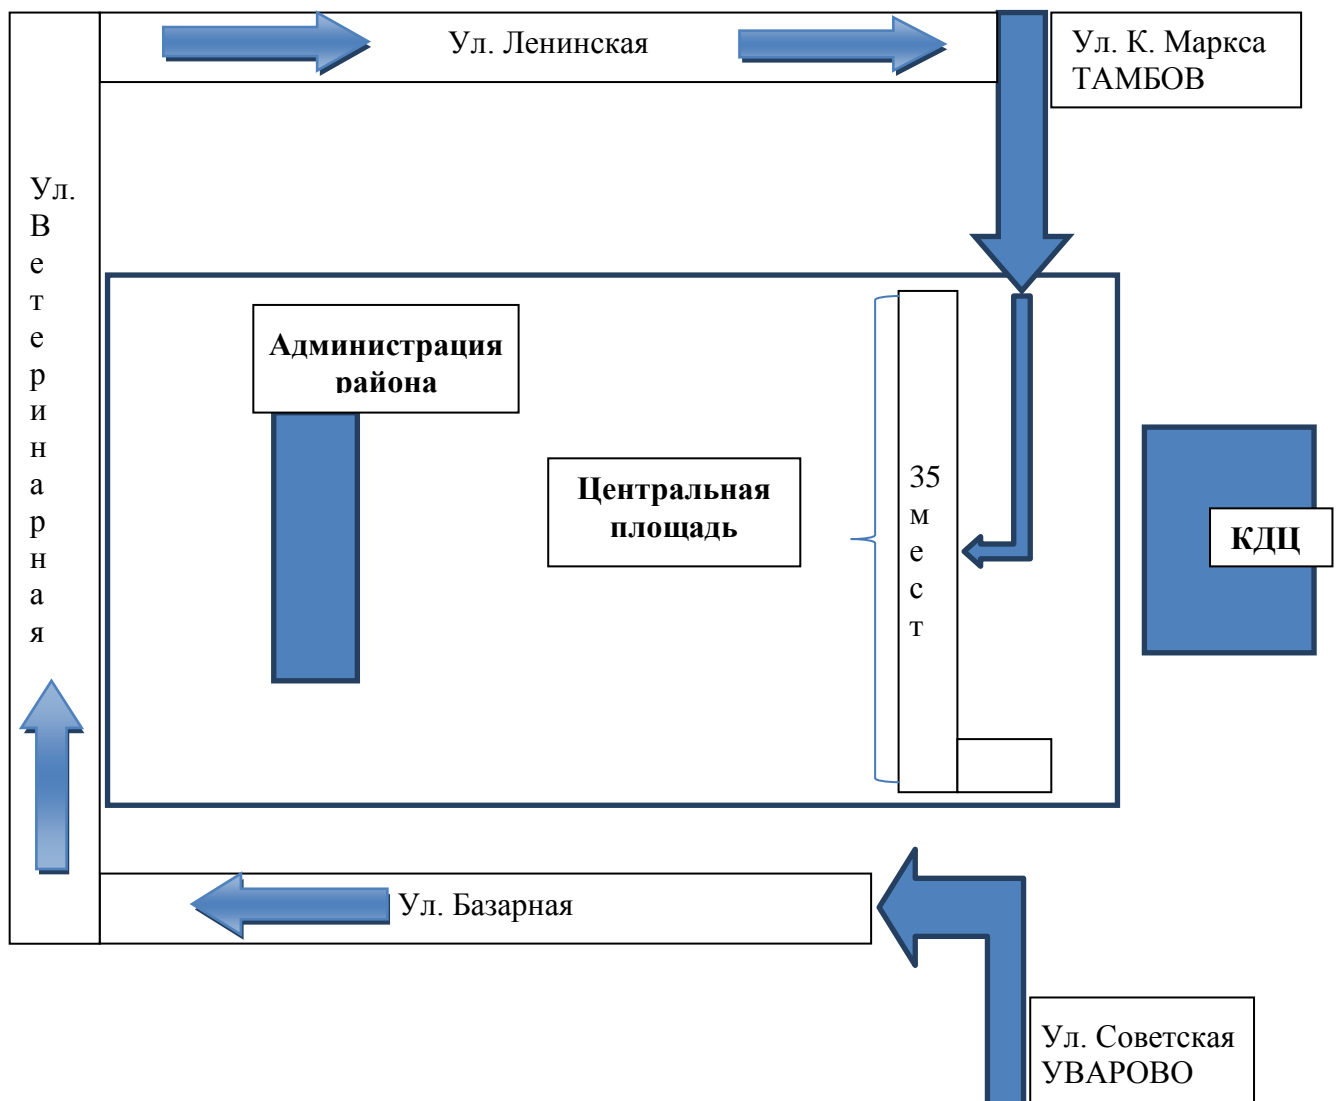 Ул. Ленинская
Ул. К. Маркса
ТАМБОВ
Ул.
В
е
т
е
р
и
н
а
р
н
а
я
Администрация
района
Центральная
площадь
35
м
е
с
т
КДЦ
Ул. Базарная
Ул. Советская
УВАРОВО